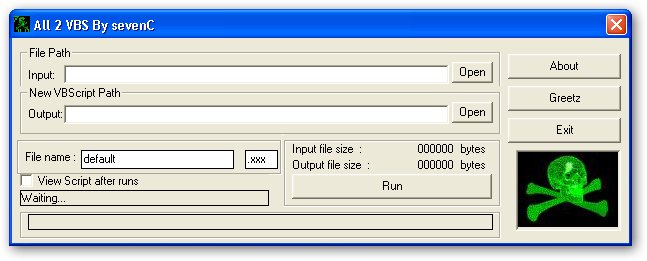 All 2 VBS By sevenC
File Path
Input:
Open
New VBScript Path
Output:
Open
About
Greetz
Exit
File name :
default
.xxx
View Script after runs
Waiting...
Input file size : 000000 bytes
Output file size : 000000 bytes
Run